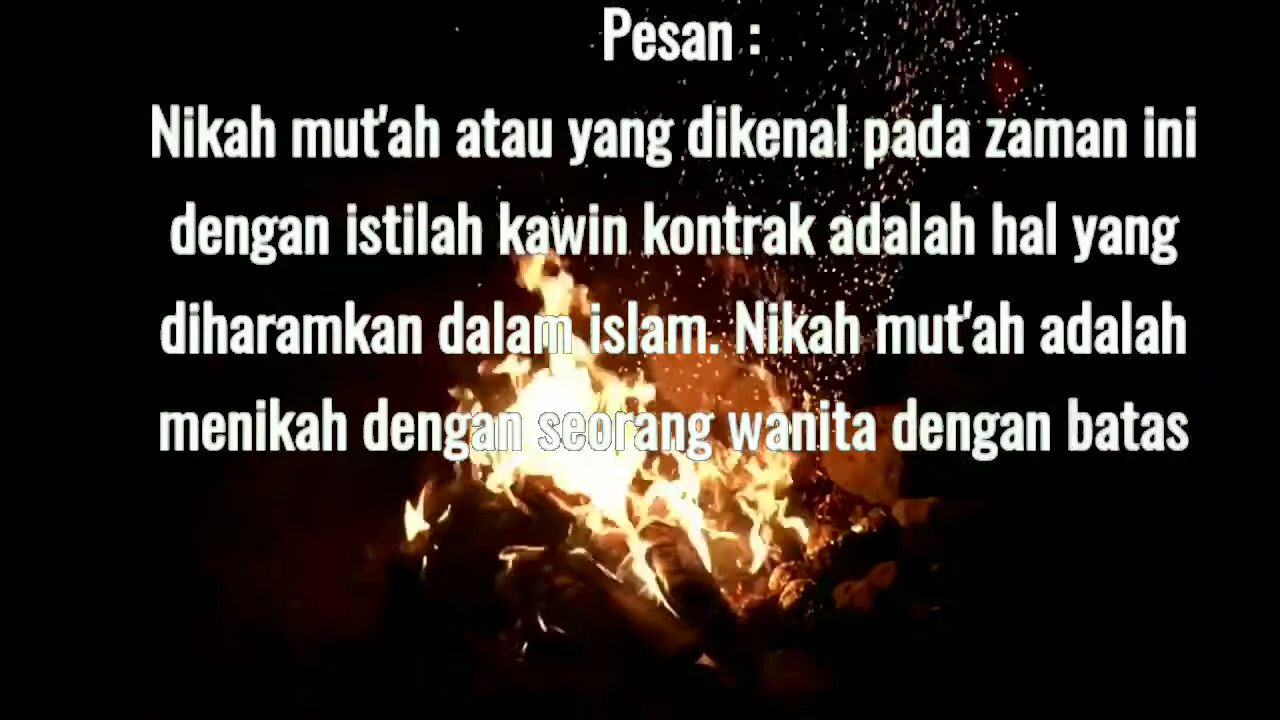 Pesan :
Nikah mut'ah atau yang dikenal pada zaman ini
dengan istilah kawin kontrak adalah hal yang
diharamkan dalam islam. Nikah mut'ah adalah
menikah dengan seorang wanita dengan batas